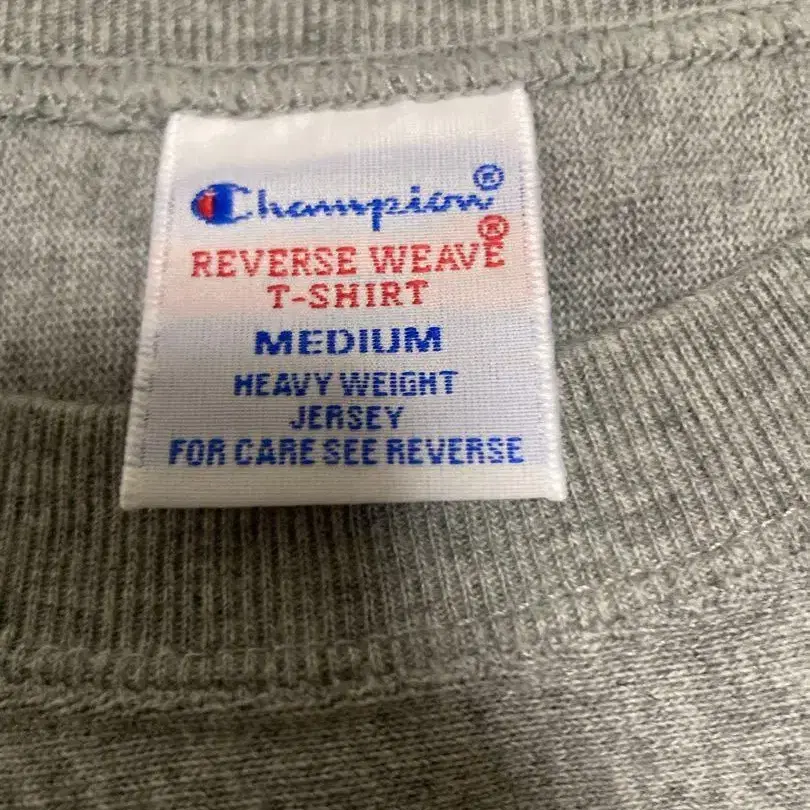 Champion®
REVERSE WEAVE®
T-SHIRT
MEDIUM
HEAVY WEIGHT
JERSEY
FOR CARE SEE REVERSE